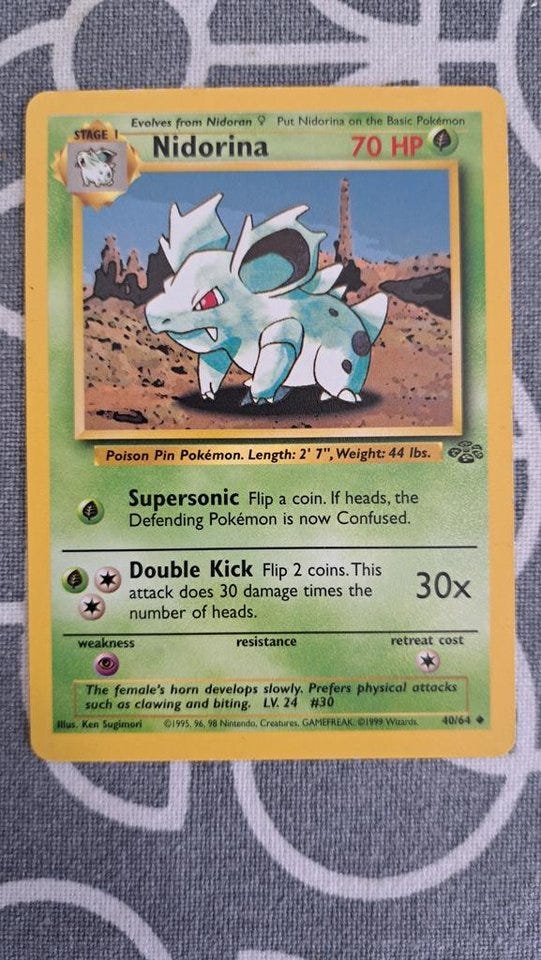 Evolves from Nidoran ♀ Put Nidorina on the Basic Pokémon
STAGE 1
Nidorina 70 HP
Poison Pin Pokémon. Length: 2' 7", Weight: 44 lbs.
Supersonic Flip a coin. If heads, the
Defending Pokémon is now Confused.
Double Kick Flip 2 coins. This
attack does 30 damage times the
number of heads.
30x
weakness resistance retreat cost
The female's horn develops slowly. Prefers physical attacks
such as clawing and biting. LV. 24 #30
Illus. Ken Sugimori ©1995, 96, 98 Nintendo, Creatures, GAMEFREAK. ©1999 Wizards. 40/64